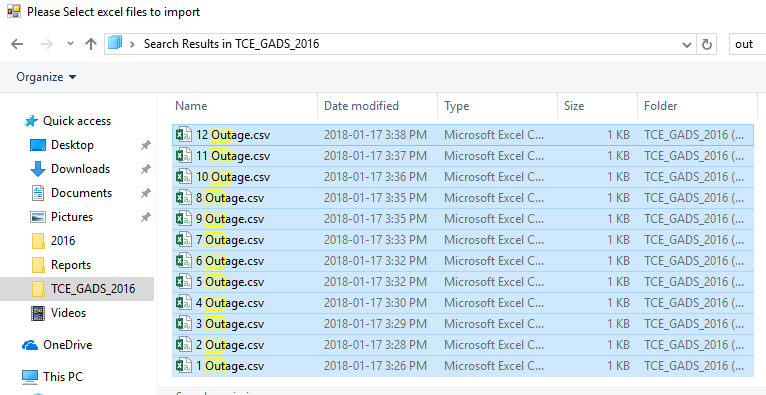 Please Select excel files to import
Search Results in TCE_GADS_2016
out
Organize
Name Date modified Type Size Folder
Quick access
Desktop
Downloads
Documents
Pictures
2016
Reports
TCE_GADS_2016
Videos
OneDrive
This PC
12 Outage.csv 2018-01-17 3:38 PM Microsoft Excel C... 1 KB TCE_GADS_2016 (...
11 Outage.csv 2018-01-17 3:37 PM Microsoft Excel C... 1 KB TCE_GADS_2016 (...
10 Outage.csv 2018-01-17 3:36 PM Microsoft Excel C... 1 KB TCE_GADS_2016 (...
8 Outage.csv 2018-01-17 3:35 PM Microsoft Excel C... 1 KB TCE_GADS_2016 (...
9 Outage.csv 2018-01-17 3:35 PM Microsoft Excel C... 1 KB TCE_GADS_2016 (...
7 Outage.csv 2018-01-17 3:33 PM Microsoft Excel C... 1 KB TCE_GADS_2016 (...
6 Outage.csv 2018-01-17 3:32 PM Microsoft Excel C... 1 KB TCE_GADS_2016 (...
5 Outage.csv 2018-01-17 3:32 PM Microsoft Excel C... 1 KB TCE_GADS_2016 (...
4 Outage.csv 2018-01-17 3:30 PM Microsoft Excel C... 1 KB TCE_GADS_2016 (...
3 Outage.csv 2018-01-17 3:29 PM Microsoft Excel C... 1 KB TCE_GADS_2016 (...
2 Outage.csv 2018-01-17 3:28 PM Microsoft Excel C... 1 KB TCE_GADS_2016 (...
1 Outage.csv 2018-01-17 3:26 PM Microsoft Excel C... 1 KB TCE_GADS_2016 (...